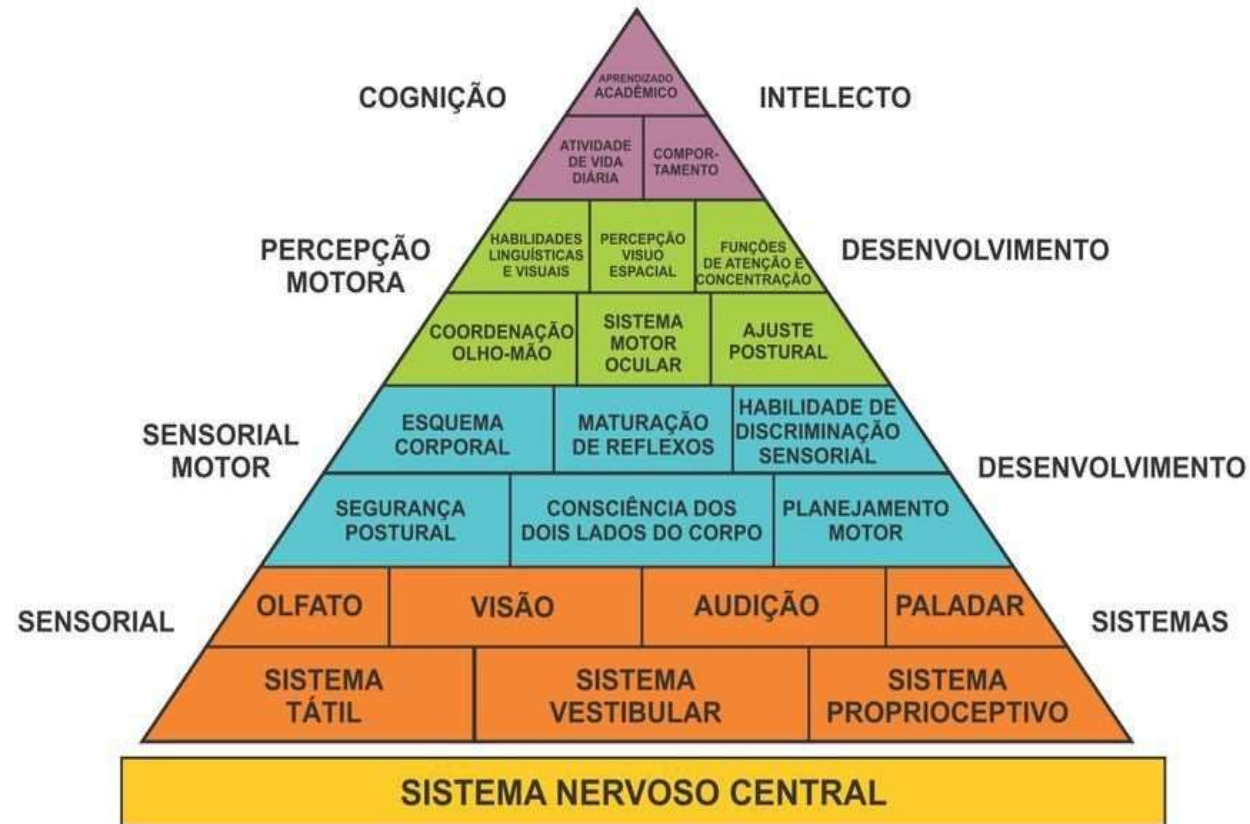 APRENDIZADO
ACADÊMICO
COGNIÇÃO
INTELECTO
ATIVIDADE
DE VIDA
DIÁRIA
COMPOR-
TAMENTO
PERCEPÇÃO
MOTORA
HABILIDADES
LINGUÍSTICAS
E VISUAIS
PERCEPÇÃO
VISUO
ESPACIAL
FUNÇÕES
DE ATENÇÃO E
CONCENTRAÇÃO
DESENVOLVIMENTO
COORDENAÇÃO
OLHO-MÃO
SISTEMA
MOTOR
OCULAR
AJUSTE
POSTURAL
SENSORIAL
MOTOR
ESQUEMA
CORPORAL
MATURAÇÃO
DE REFLEXOS
HABILIDADE DE
DISCRIMINAÇÃO
SENSORIAL
DESENVOLVIMENTO
SEGURANÇA
POSTURAL
CONSCIÊNCIA DOS
DOIS LADOS DO CORPO
PLANEJAMENTO
MOTOR
SENSORIAL
OLFATO
VISÃO
AUDIÇÃO
PALADAR
SISTEMAS
SISTEMA
TÁTIL
SISTEMA
VESTIBULAR
SISTEMA
PROPRIOCEPTIVO
SISTEMA NERVOSO CENTRAL